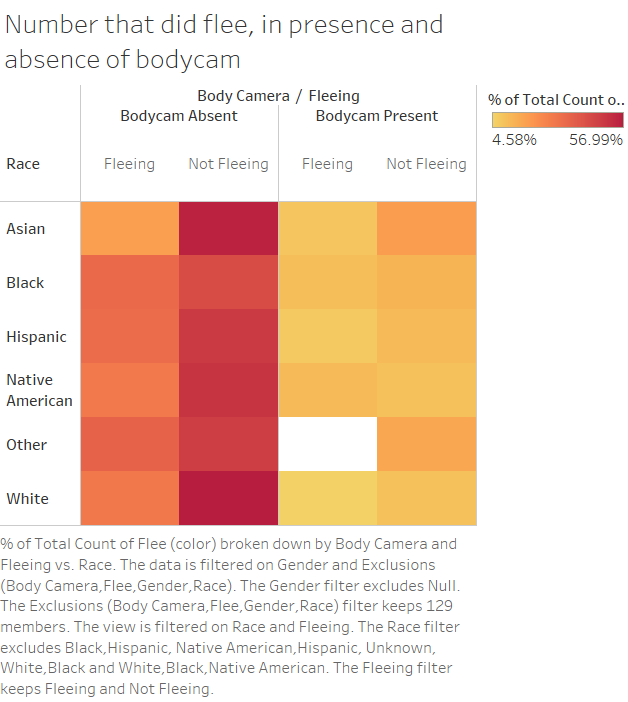 Number that did flee, in presence and
absence of bodycam
Body Camera / Fleeing
Bodycam Absent Bodycam Present
Race Fleeing Not Fleeing Fleeing Not Fleeing
% of Total Count o..
4.58% 56.99%
Asian
Black
Hispanic
Native
American
Other
White
% of Total Count of Flee (color) broken down by Body Camera and
Fleeing vs. Race. The data is filtered on Gender and Exclusions
(Body Camera,Flee,Gender,Race). The Gender filter excludes Null.
The Exclusions (Body Camera,Flee,Gender,Race) filter keeps 129
members. The view is filtered on Race and Fleeing. The Race filter
excludes Black,Hispanic, Native American,Hispanic, Unknown,
White,Black and White,Black,Native American. The Fleeing filter
keeps Fleeing and Not Fleeing.